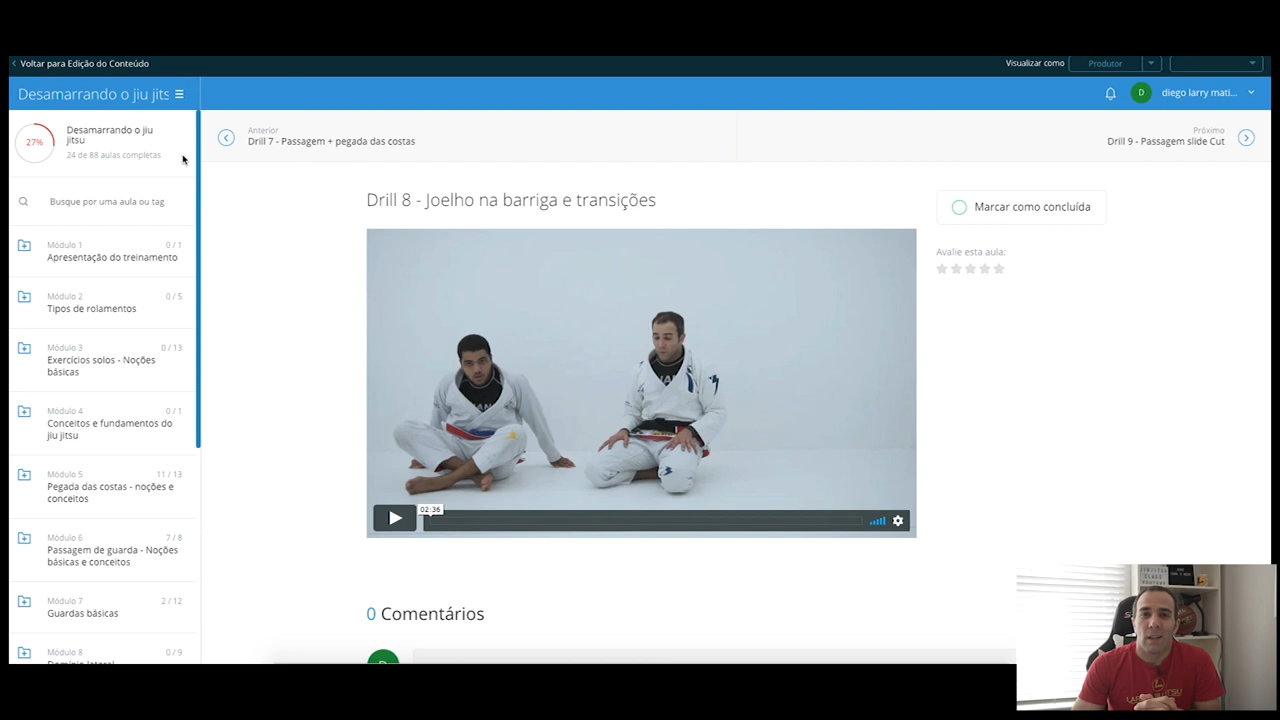 Voltar para Edição do Conteúdo
Visualizar como
Produtor
Desamarrando o jiu jits
D
diego larry mati...
27%
Desamarrando o jiu
jitsu
24 de 88 aulas completas
Busque por uma aula ou tag
Módulo 1
0 / 1
Apresentação do treinamento
Módulo 2
0 / 5
Tipos de rolamentos
Módulo 3
0 / 13
Exercícios solos - Noções
básicas
Módulo 4
0 / 1
Conceitos e fundamentos do
jiu jitsu
Módulo 5
11 / 13
Pegada das costas - noções e
conceitos
Módulo 6
7 / 8
Passagem de guarda - Noções
básicas e conceitos
Módulo 7
2 / 12
Guardas básicas
Módulo 8
0 / 9
Domínio lateral
Anterior
Drill 7 - Passagem + pegada das costas
Próximo
Drill 9 - Passagem slide Cut
Drill 8 - Joelho na barriga e transições
02:36
Marcar como concluída
Avalie esta aula:
0 Comentários